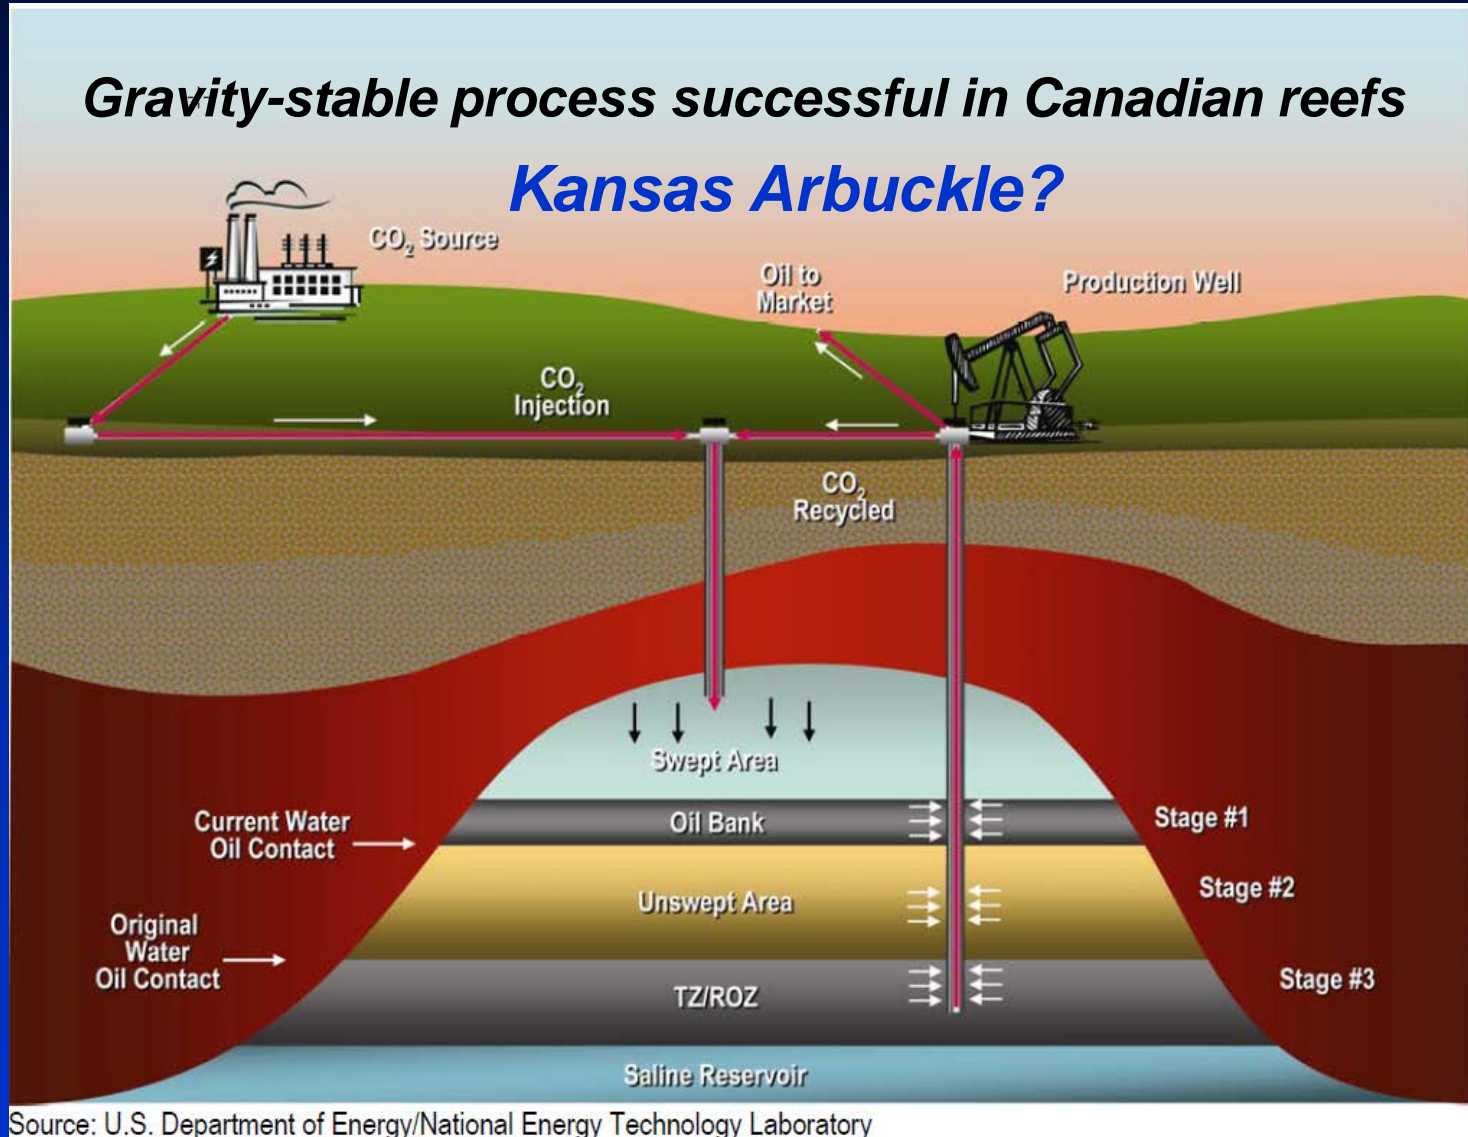 Gravity-stable process successful in Canadian reefs
Kansas Arbuckle?
CO2 Source
Oil to
Market
Production Well
CO2
Injection
CO2
Recycled
Swept Area
Current Water
Oil Contact
Oil Bank
Stage #1
Unswept Area
Stage #2
Original
Water
Oil Contact
TZ/ROZ
Stage #3
Saline Reservoir
Source: U.S. Department of Energy/National Energy Technology Laboratory